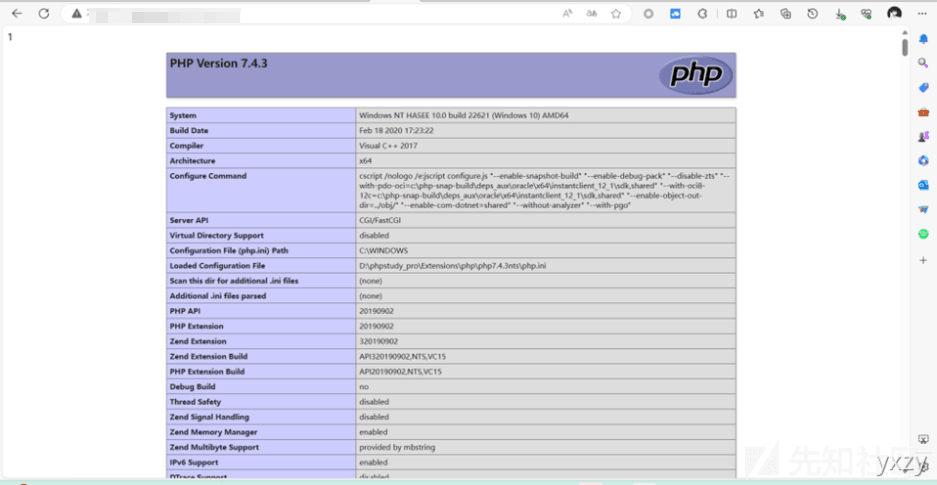 1
PHP Version 7.4.3
php
System Windows NT HASEE 10.0 build 22621 (Windows 10) AMD64
Build Date Feb 18 2020 17:23:22
Compiler Visual C++ 2017
Architecture x64
Configure Command cscript /nologo /e:jscript configure.js "--enable-snapshot-build" "--enable-debug-pack" "--disable-zts" "--
with-pdo-oci=c:\php-snap-build\deps_aux\oracle\x64\instantclient_12_1\sdk,shared" "--with-oci8-
12c=c:\php-snap-build\deps_aux\oracle\x64\instantclient_12_1\sdk,shared" "--enable-object-out-
dir=../obj/" "--enable-com-dotnet=shared" "--without-analyzer" "--with-pgo"
Server API CGI/FastCGI
Virtual Directory Support disabled
Configuration File (php.ini) Path C:\WINDOWS
Loaded Configuration File D:\phpstudy_pro\Extensions\php\php7.4.3nts\php.ini
Scan this dir for additional .ini files (none)
Additional .ini files parsed (none)
PHP API 20190902
PHP Extension 20190902
Zend Extension 320190902
Zend Extension Build API320190902,NTS,VC15
PHP Extension Build API20190902,NTS,VC15
Debug Build no
Thread Safety disabled
Zend Signal Handling disabled
Zend Memory Manager enabled
Zend Multibyte Support provided by mbstring
IPv6 Support enabled
DTrace Support disabled
先知社区
yxzy